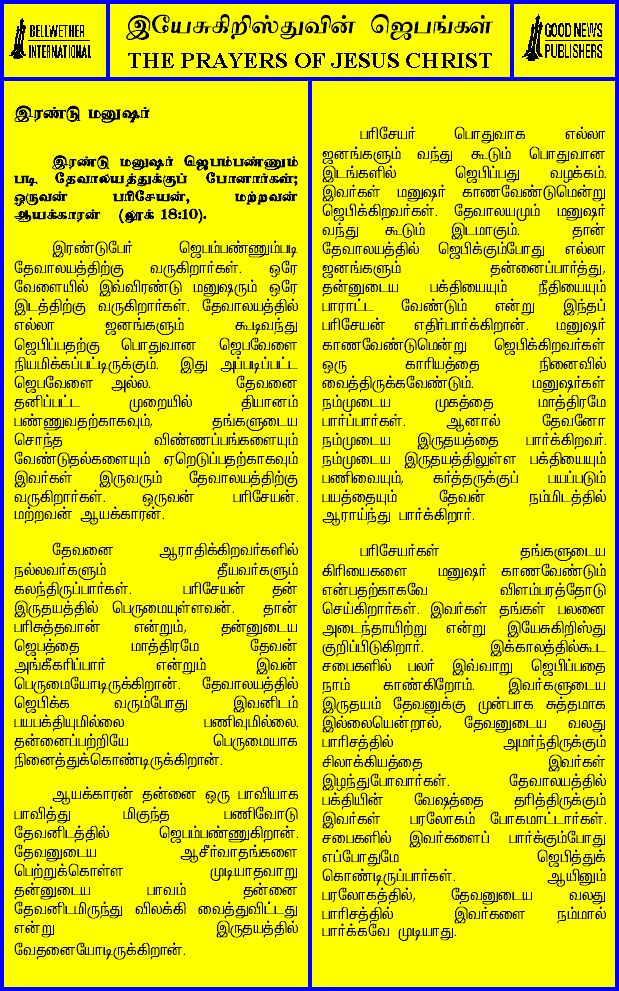 BELLWETHER
INTERNATIONAL
இயேசுகிறிஸ்துவின் ஜெபங்கள்
THE PRAYERS OF JESUS CHRIST
GOOD NEWS
PUBLISHERS
இரண்டு மனுஷர்
இரண்டு மனுஷர் ஜெபம்பண்ணும்
படி. தேவாலயத்துக்குப் போனார்கள்;
ஒருவன் பரிசேயன், மற்றவன்
ஆயக்காரன் (லூக் 18:10).
இரண்டுபேர் ஜெபம்பண்ணும்படி
தேவாலயத்திற்கு வருகிறார்கள். ஒரே
வேளையில் இவ்விரண்டு மனுஷரும் ஒரே
இடத்திற்கு வருகிறார்கள். தேவாலயத்தில்
எல்லா ஜனங்களும் கூடிவந்து
ஜெபிப்பதற்கு பொதுவான ஜெபவேளை
நியமிக்கப்பட்டிருக்கும். இது அப்படிப்பட்ட
ஜெபவேளை அல்ல. தேவனை
தனிப்பட்ட முறையில் தியானம்
பண்ணுவதற்காகவும், தங்களுடைய
சொந்த விண்ணப்பங்களையும்
வேண்டுதல்களையும் ஏறெடுப்பதற்காகவும்
இவர்கள் இருவரும் தேவாலயத்திற்கு
வருகிறார்கள். ஒருவன் பரிசேயன்.
மற்றவன் ஆயக்காரன்.
தேவனை ஆராதிக்கிறவர்களில்
நல்லவர்களும் தீயவர்களும்
கலந்திருப்பார்கள். பரிசேயன் தன்
இருதயத்தில் பெருமையுள்ளவன். தான்
பரிசுத்தவான் என்றும், தன்னுடைய
ஜெபத்தை மாத்திரமே தேவன்
அங்கீகரிப்பார் என்றும் இவன்
பெருமையோடிருக்கிறான். தேவாலயத்தில்
ஜெபிக்க வரும்போது இவனிடம்
பயபக்தியுமில்லை பணிவுமில்லை.
தன்னைப்பற்றியே பெருமையாக
நினைத்துக்கொண்டிருக்கிறான்.
ஆயக்காரன் தன்னை ஒரு பாவியாக
பாவித்து மிகுந்த பணிவோடு
தேவனிடத்தில் ஜெபம்பண்ணுகிறான்.
தேவனுடைய ஆசீர்வாதங்களை
பெற்றுக்கொள்ள முடியாதவாறு
தன்னுடைய பாவம் தன்னை
தேவனிடமிருந்து விலக்கி வைத்துவிட்டது
என்று இருதயத்தில்
வேதனையோடிருக்கிறான்.
பரிசேயர் பொதுவாக எல்லா
ஜனங்களும் வந்து கூடும் பொதுவான
இடங்களில் ஜெபிப்பது வழக்கம்.
இவர்கள் மனுஷர் காணவேண்டுமென்று
ஜெபிக்கிறவர்கள். தேவாலயமும் மனுஷர்
வந்து கூடும் இடமாகும். தான்
தேவாலயத்தில் ஜெபிக்கும்போது எல்லா
ஜனங்களும் தன்னைப்பார்த்து,
தன்னுடைய பக்தியையும் நீதியையும்
பாராட்ட வேண்டும் என்று இந்தப்
பரிசேயன் எதிர்பார்க்கிறான். மனுஷர்
காணவேண்டுமென்று ஜெபிக்கிறவர்கள்
ஒரு காரியத்தை நினைவில்
வைத்திருக்கவேண்டும். மனுஷர்கள்
நம்முடைய முகத்தை மாத்திரமே
பார்ப்பார்கள். ஆனால் தேவனோ
நம்முடைய இருதயத்தை பார்க்கிறவர்.
நம்முடைய இருதயத்திலுள்ள பக்தியையும்
பணிவையும், கர்த்தருக்குப் பயப்படும்
பயத்தையும் தேவன் நம்மிடத்தில்
ஆராய்ந்து பார்க்கிறார்.
பரிசேயர்கள் தங்களுடைய
கிரியைகளை மனுஷர் காணவேண்டும்
என்பதற்காகவே விளம்பரத்தோடு
செய்கிறார்கள். இவர்கள் தங்கள் பலனை
அடைந்தாயிற்று என்று இயேசுகிறிஸ்து
குறிப்பிடுகிறார். இக்காலத்தில்கூட
சபைகளில் பலர் இவ்வாறு ஜெபிப்பதை
நாம் காண்கிறோம். இவர்களுடைய
இருதயம் தேவனுக்கு முன்பாக சுத்தமாக
இல்லையென்றால், தேவனுடைய வலது
பாரிசத்தில் அமர்ந்திருக்கும்
சிலாக்கியத்தை இவர்கள்
இழந்துபோவார்கள். தேவாலயத்தில்
பக்தியின் வேஷத்தை தரித்திருக்கும்
இவர்கள் பரலோகம் போகமாட்டார்கள்.
சபைகளில் இவர்களைப் பார்க்கும்போது
எப்போதுமே ஜெபித்துக்
கொண்டிருப்பார்கள். ஆயினும்
பரலோகத்தில், தேவனுடைய வலது
பாரிசத்தில் இவர்களை நம்மால்
பார்க்கவே முடியாது.